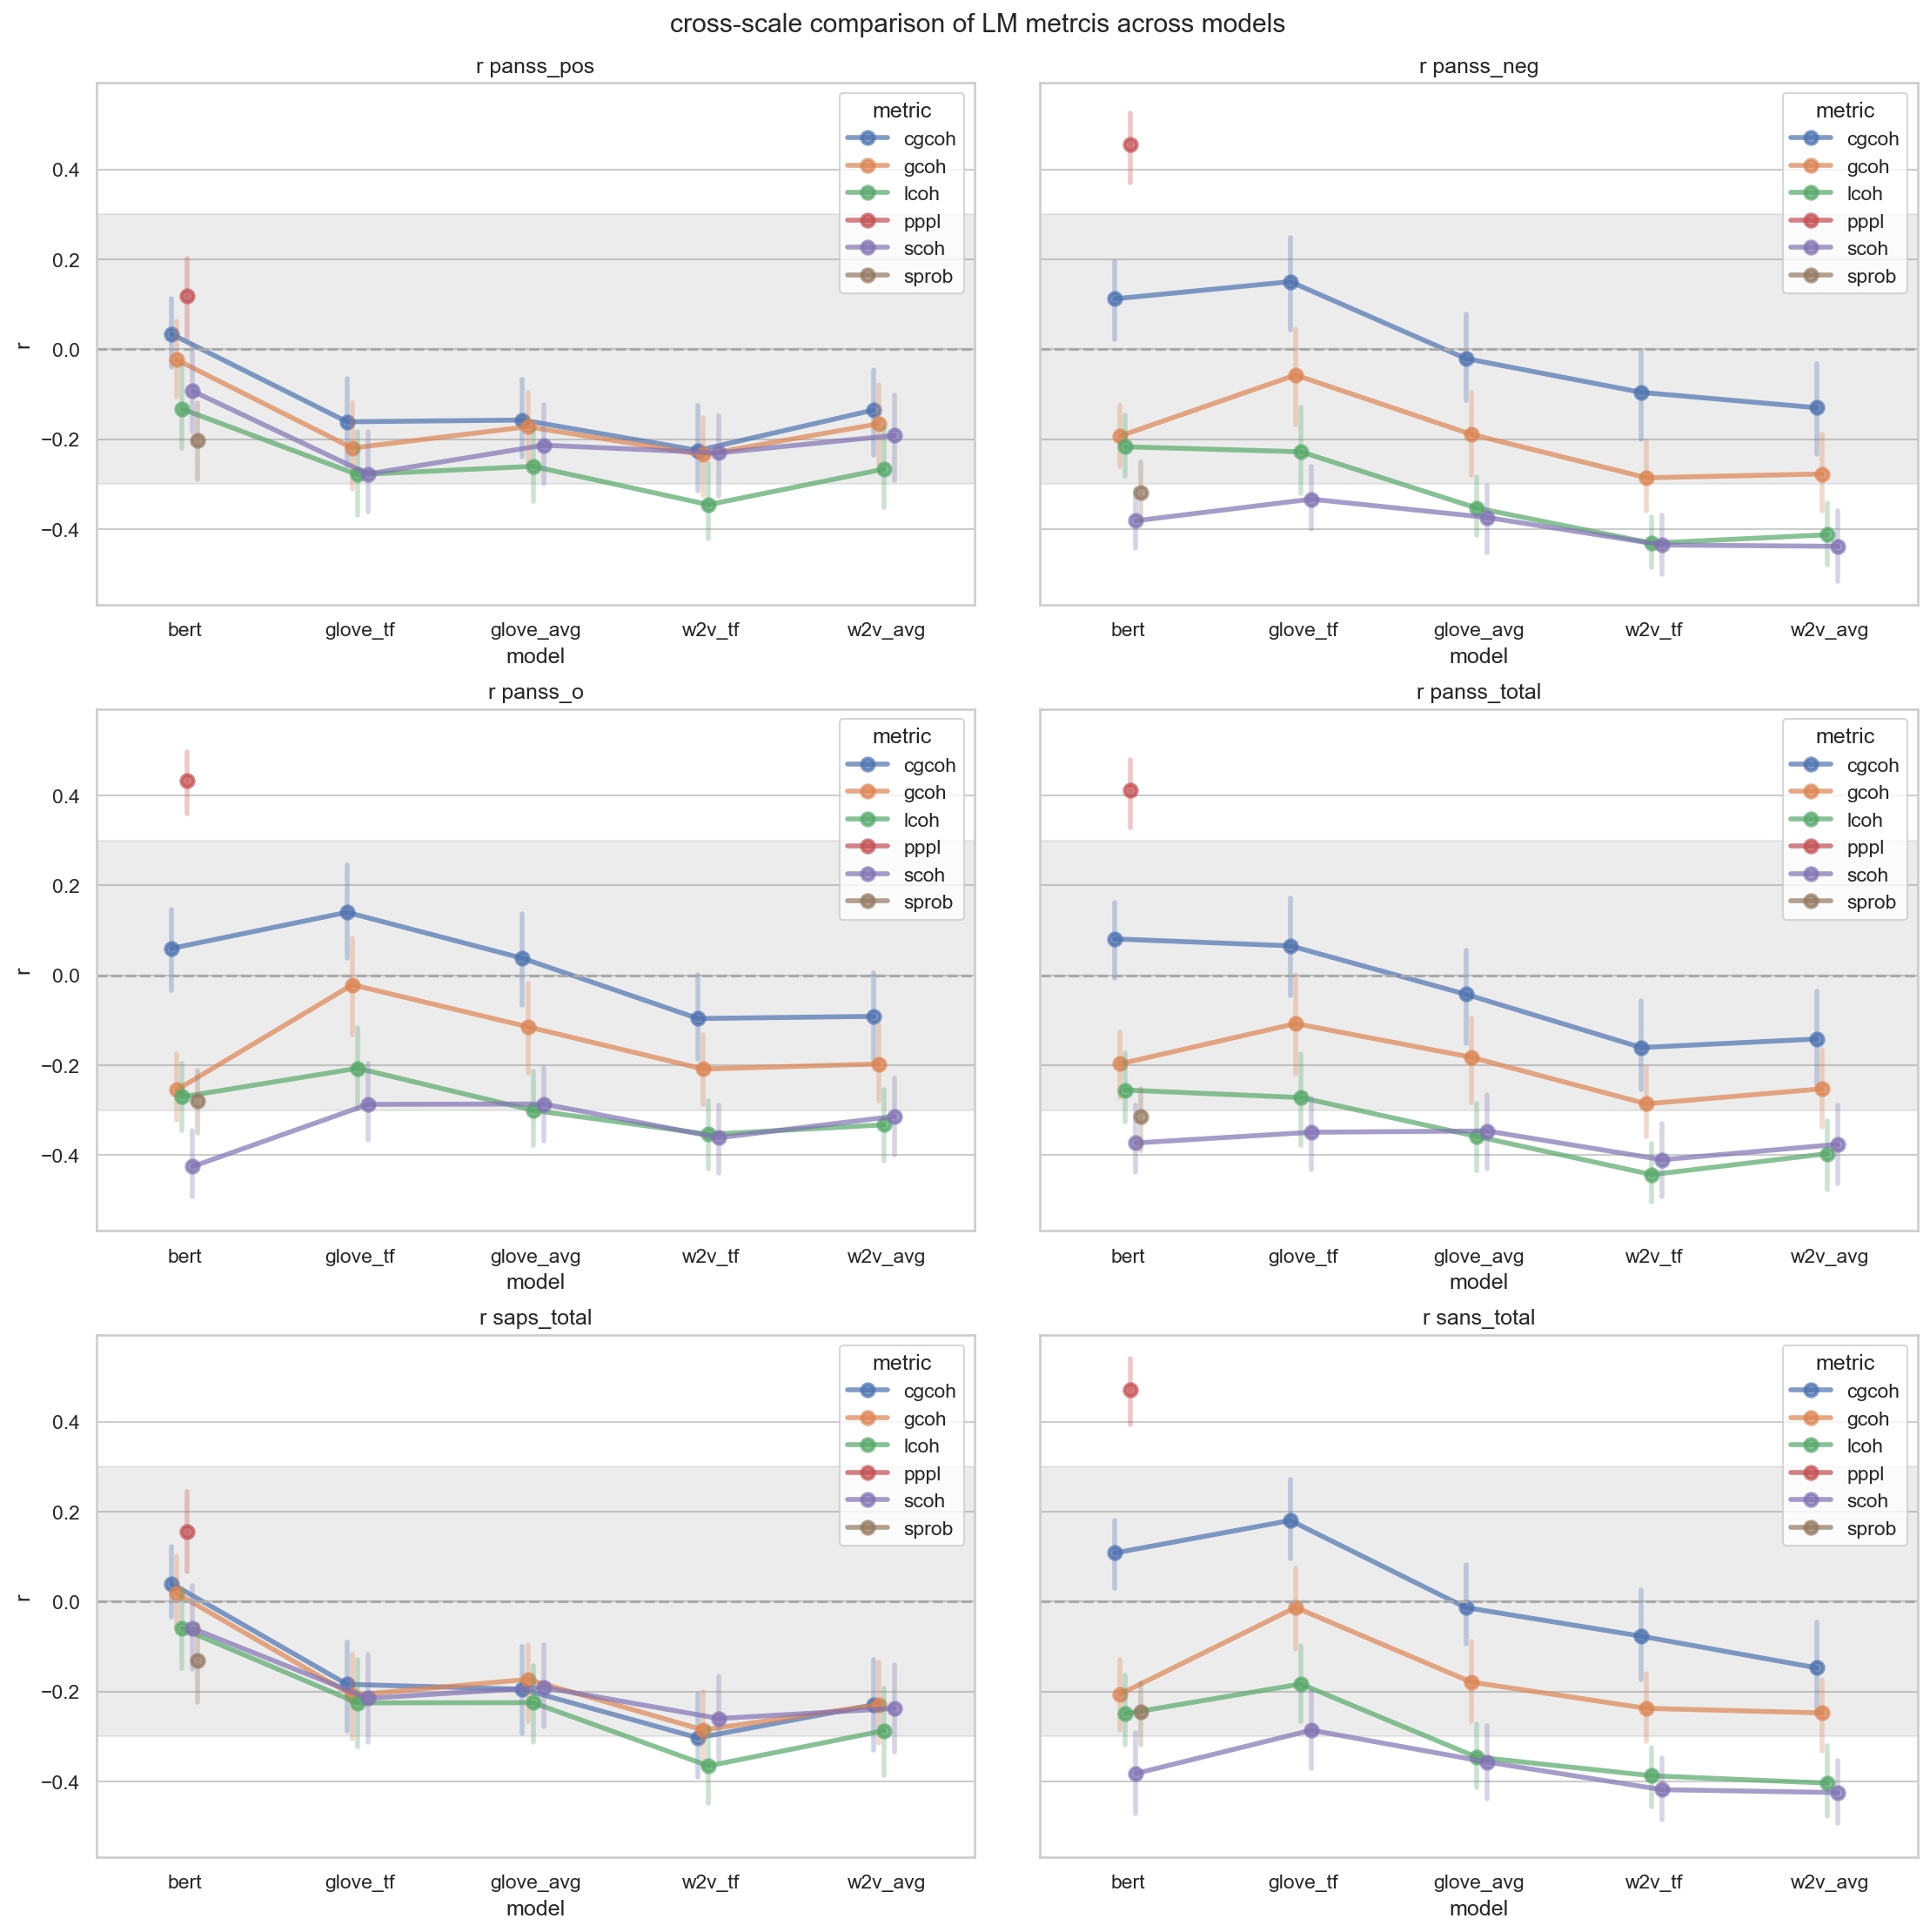 cross-scale comparison of LM metrcis across models
r panss_pos
r
0.4
0.2
0.0
−0.2
−0.4
metric
cgcoh
gcoh
lcoh
pppl
scoh
sprob
bert glove_tf glove_avg w2v_tf w2v_avg
model
r panss_neg
metric
cgcoh
gcoh
lcoh
pppl
scoh
sprob
bert glove_tf glove_avg w2v_tf w2v_avg
model
r panss_o
r
0.4
0.2
0.0
−0.2
−0.4
metric
cgcoh
gcoh
lcoh
pppl
scoh
sprob
bert glove_tf glove_avg w2v_tf w2v_avg
model
r panss_total
metric
cgcoh
gcoh
lcoh
pppl
scoh
sprob
bert glove_tf glove_avg w2v_tf w2v_avg
model
r saps_total
r
0.4
0.2
0.0
−0.2
−0.4
metric
cgcoh
gcoh
lcoh
pppl
scoh
sprob
bert glove_tf glove_avg w2v_tf w2v_avg
model
r sans_total
metric
cgcoh
gcoh
lcoh
pppl
scoh
sprob
bert glove_tf glove_avg w2v_tf w2v_avg
model